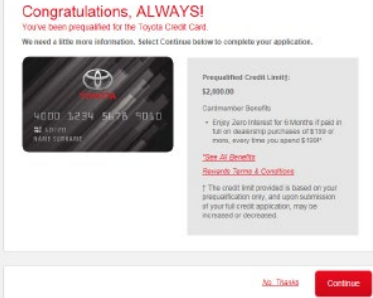 Congratulations, ALWAYS!
You've been prequalified for the Toyota Credit Card.
We need a little more information. Select Continue below to complete your application.
TOYOTA
4000 1234 5678 9010
NAME SURNAME
Prequalified Credit Limit‡:
Cardmember Benefits
• Enjoy Zero Interest for 6 Months if paid in
full on dealership purchases of $199 or
more, every time you spend $199!*
*See All Benefits
Rewards Terms & Conditions
† The credit limit provided is based on your
prequalification only, and upon submission
of your full credit application, may be
increased or decreased.
No, Thanks
Continue